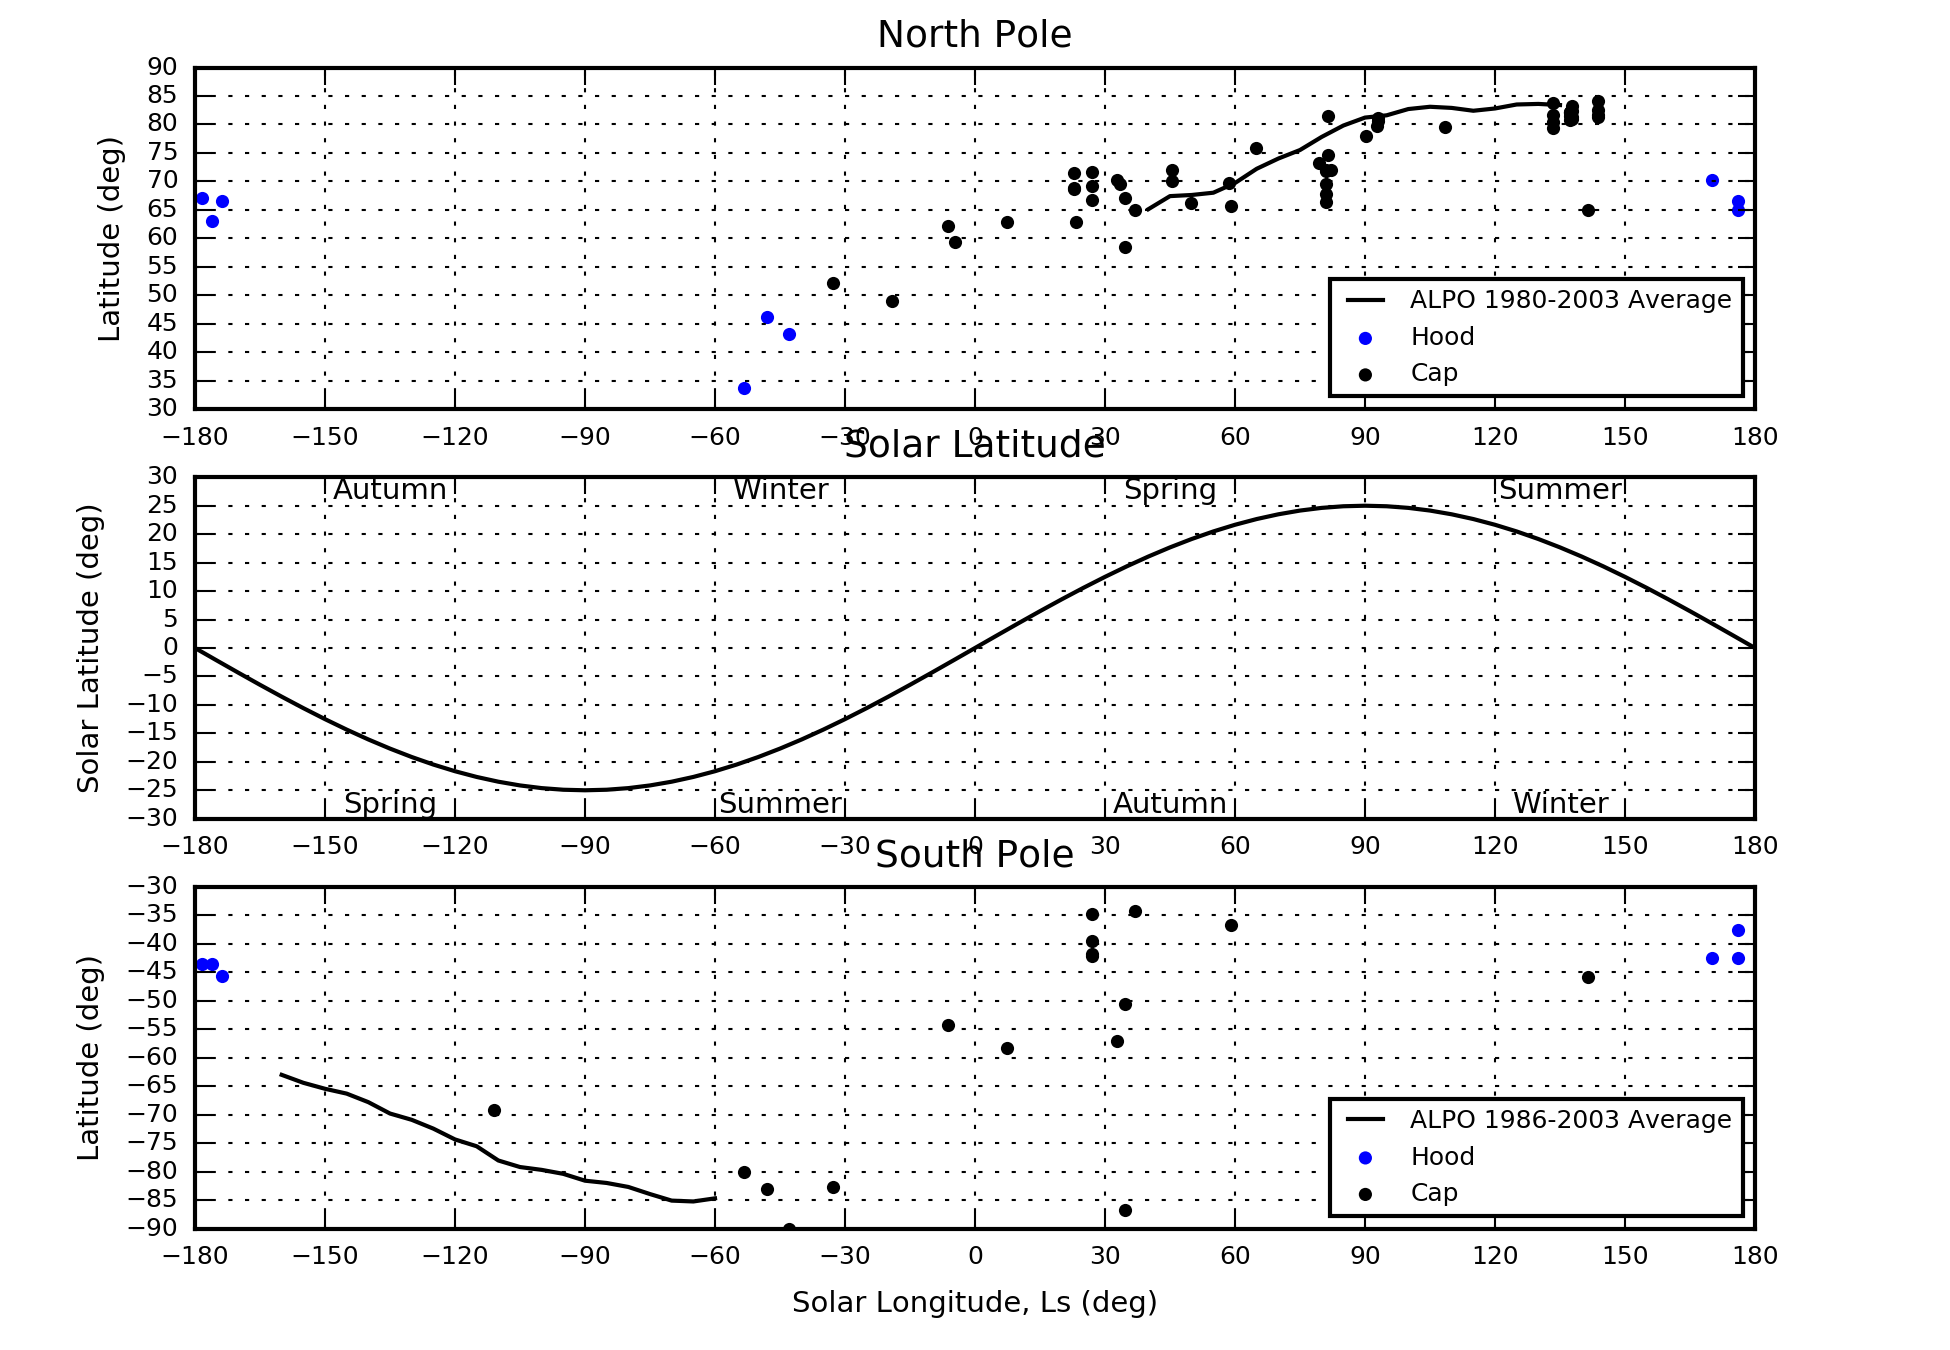 North Pole
Latitude (deg)
90
85
80
75
70
65
60
55
50
45
40
35
30
ALPO 1980-2003 Average
Hood
Cap
−180 −150 −120 −90 −60 −30 0 30 60 90 120 150 180
Solar Latitude
Solar Latitude (deg)
30
25
20
15
10
5
0
−5
−10
−15
−20
−25
−30
Autumn Winter Spring Summer
Spring Summer Autumn Winter
−180 −150 −120 −90 −60 −30 0 30 60 90 120 150 180
South Pole
Latitude (deg)
−30
−35
−40
−45
−50
−55
−60
−65
−70
−75
−80
−85
−90
ALPO 1986-2003 Average
Hood
Cap
−180 −150 −120 −90 −60 −30 0 30 60 90 120 150 180
Solar Longitude, Ls (deg)